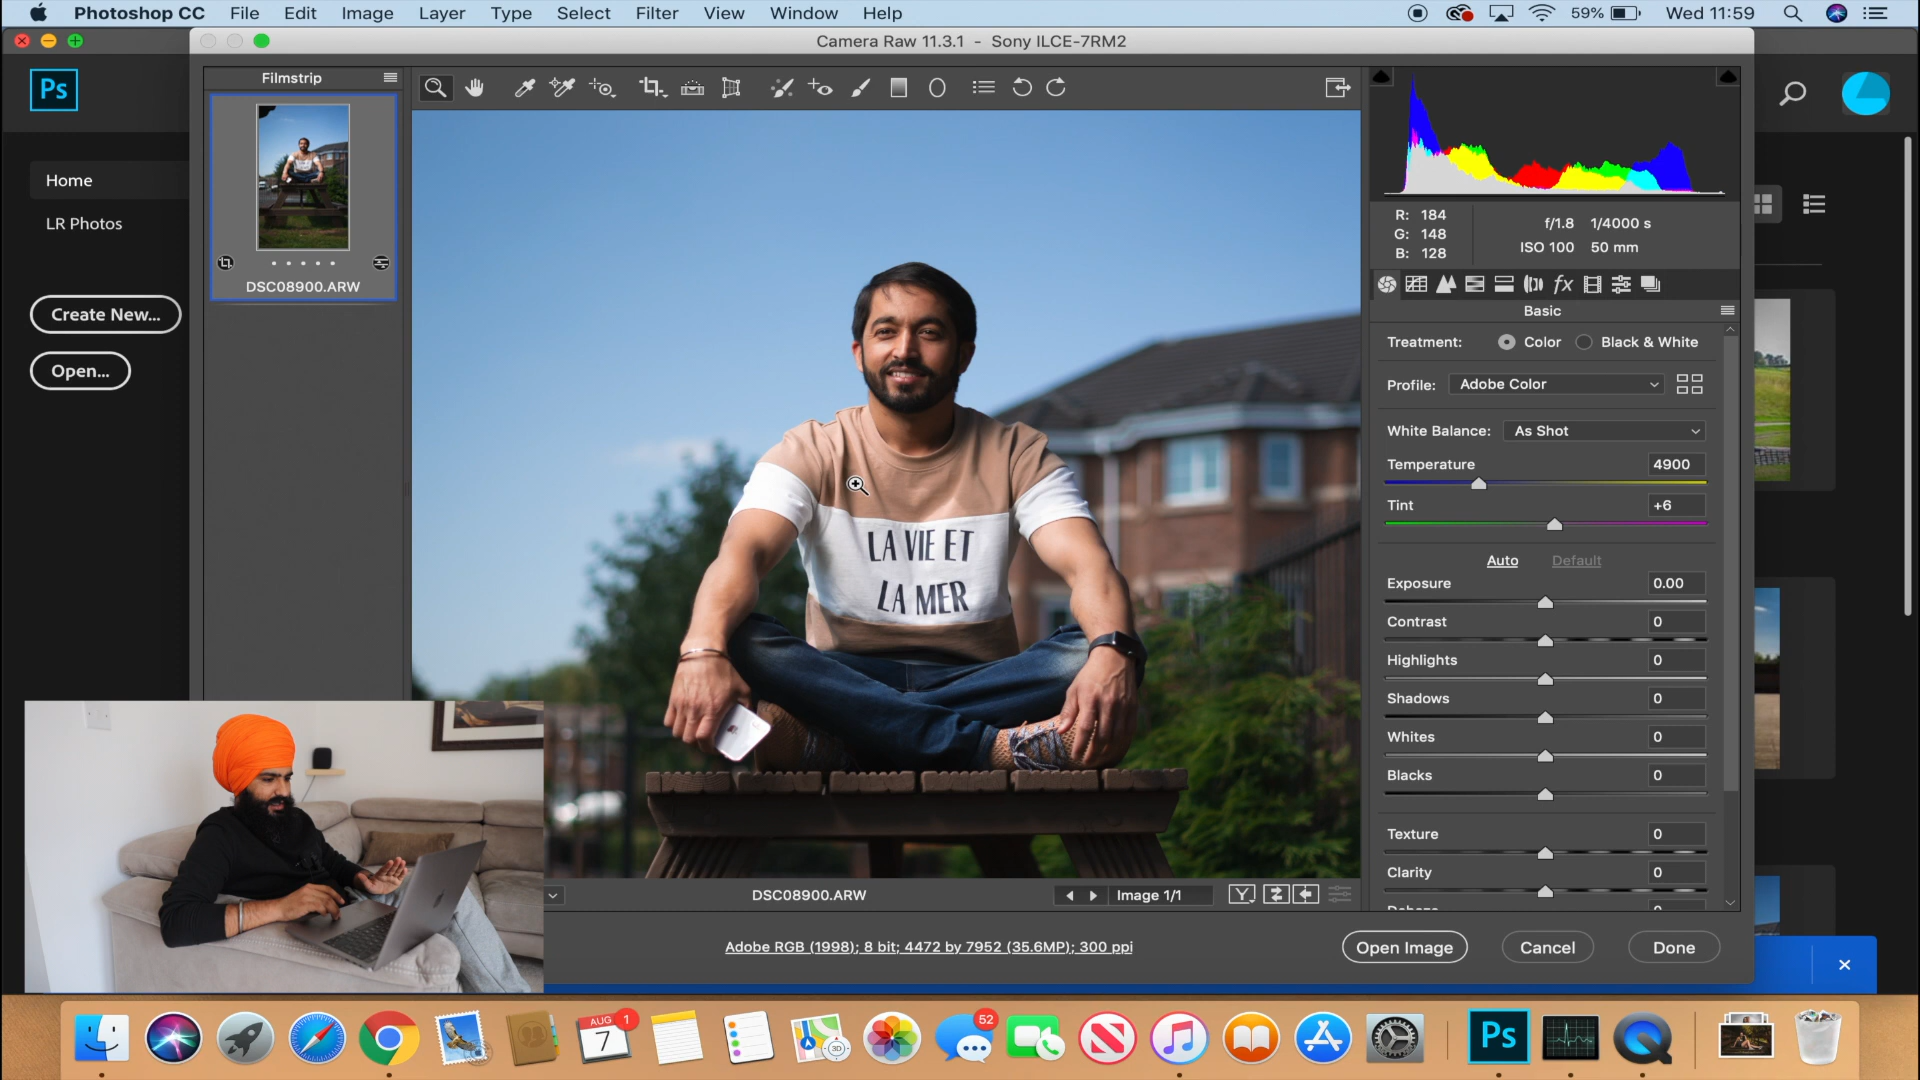 Photoshop CC File Edit Image Layer Type Select Filter View Window Help 59% Wed 11:59
Camera Raw 11.3.1 - Sony ILCE-7RM2
Ps
Home
LR Photos
Create New...
Open...
Filmstrip
DSC08900.ARW
LA VIE ET
LA MER
R: 184
G: 148
B: 128
f/1.8 1/4000 s
ISO 100 50 mm
fx
Basic
Treatment: Color Black & White
Profile: Adobe Color
White Balance: As Shot
Temperature 4900
Tint +6
Auto Default
Exposure 0.00
Contrast 0
Highlights 0
Shadows 0
Whites 0
Blacks 0
Texture 0
Clarity 0
Dehaze 0
DSC08900.ARW
Image 1/1
Y
Adobe RGB (1998); 8 bit; 4472 by 7952 (35.6MP); 300 ppi
Open Image Cancel Done
AUG
7
1
3D
52
Ps